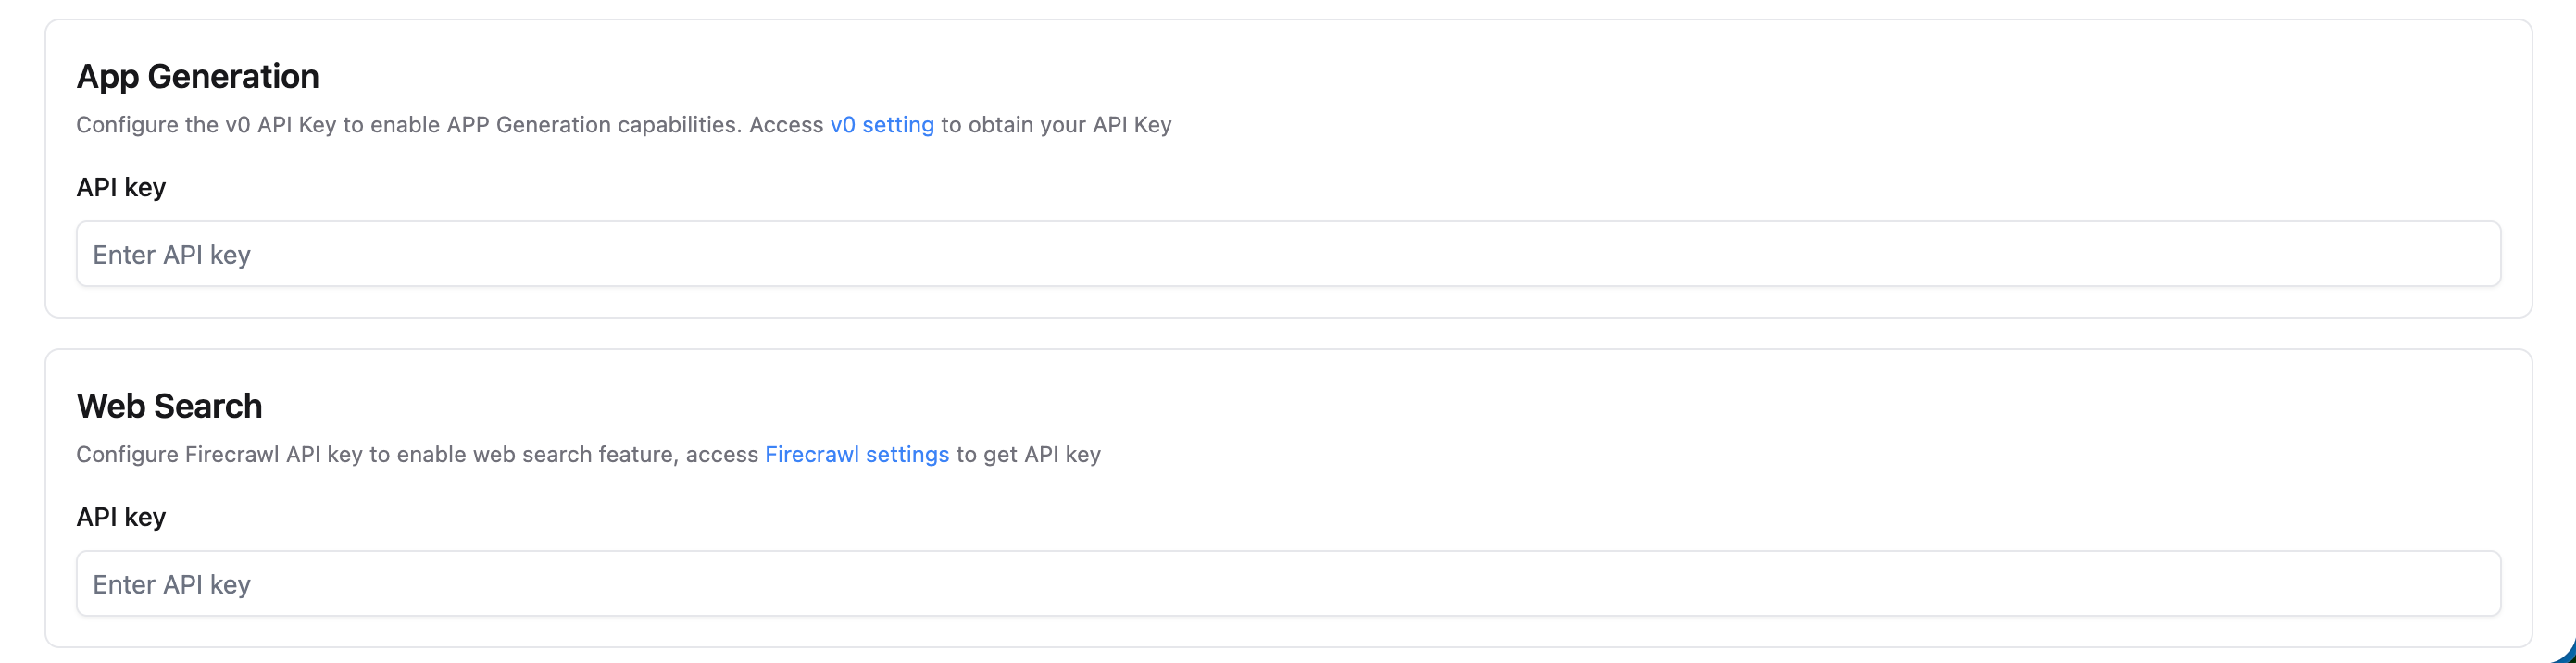 App Generation
Configure the v0 API Key to enable APP Generation capabilities. Access v0 setting to obtain your API Key
API key
Enter API key
Web Search
Configure Firecrawl API key to enable web search feature, access Firecrawl settings to get API key
API key
Enter API key